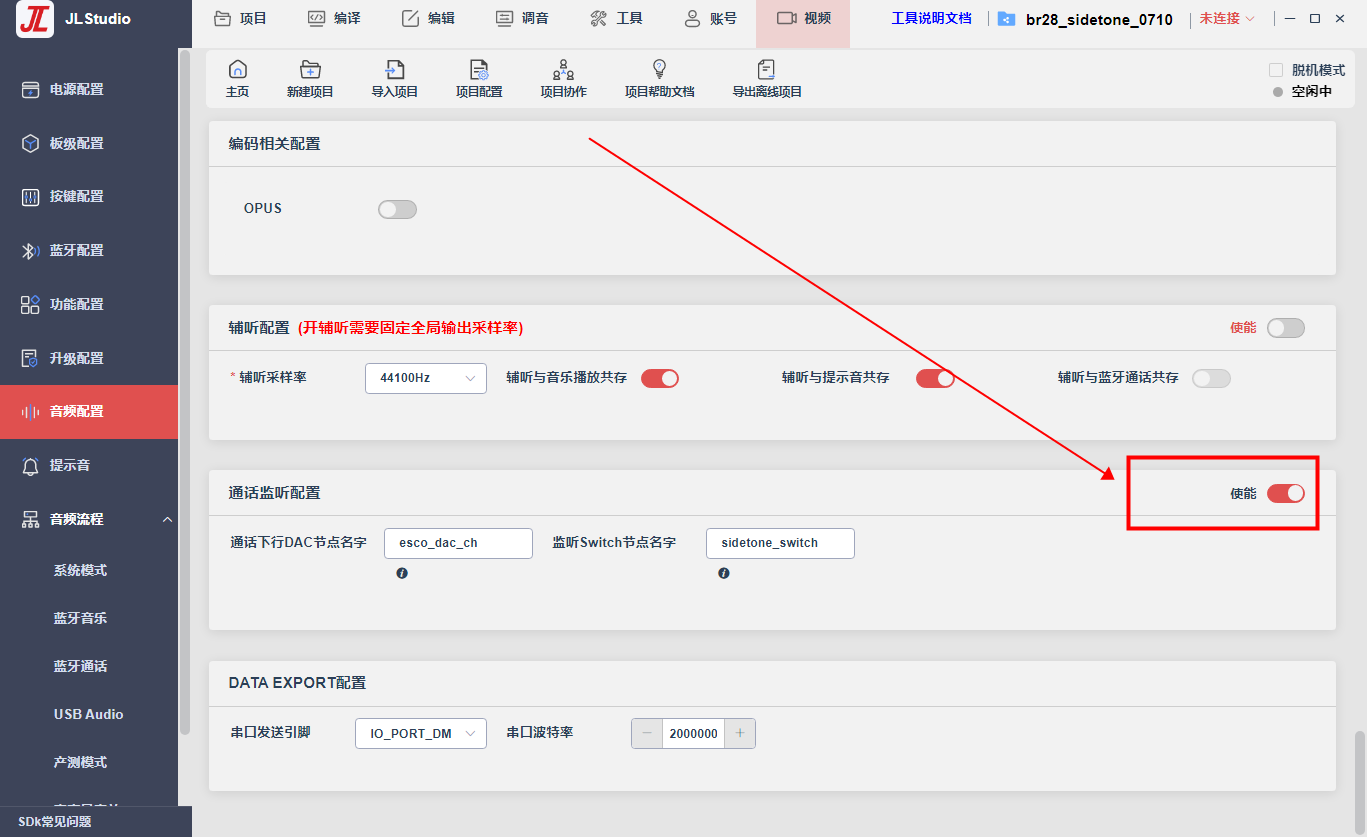 JL JLStudio
项目 编译 编辑 调音 工具 账号 视频 工具说明文档 br28_sidetone_0710 未连接
主页 新建项目 导入项目 项目配置 项目协作 项目帮助文档 导出离线项目
脱机模式
空闲中
电源配置
板级配置
按键配置
蓝牙配置
功能配置
升级配置
音频配置
提示音
音频流程
系统模式
蓝牙音乐
蓝牙通话
USB Audio
产测模式
SDk常见问题
编码相关配置
OPUS
辅听配置 (开辅听需要固定全局输出采样率) 使能
* 辅听采样率 44100Hz 辅听与音乐播放共存 辅听与提示音共存 辅听与蓝牙通话共存
通话监听配置 使能
通话下行DAC节点名字 esco_dac_ch 监听Switch节点名字 sidetone_switch
DATA EXPORT配置
串口发送引脚 IO_PORT_DM 串口波特率 − 2000000 +